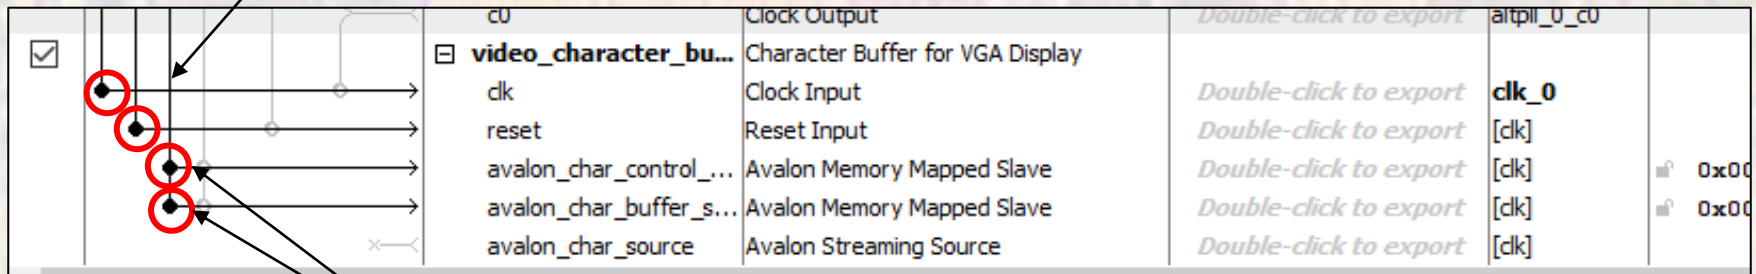 c0 Clock Output Double-click to export altpll_0_c0
video_character_bu... Character Buffer for VGA Display
clk Clock Input Double-click to export clk_0
reset Reset Input Double-click to export [clk]
avalon_char_control_... Avalon Memory Mapped Slave Double-click to export [clk] 0x00
avalon_char_buffer_s... Avalon Memory Mapped Slave Double-click to export [clk] 0x00
avalon_char_source Avalon Streaming Source Double-click to export [clk]